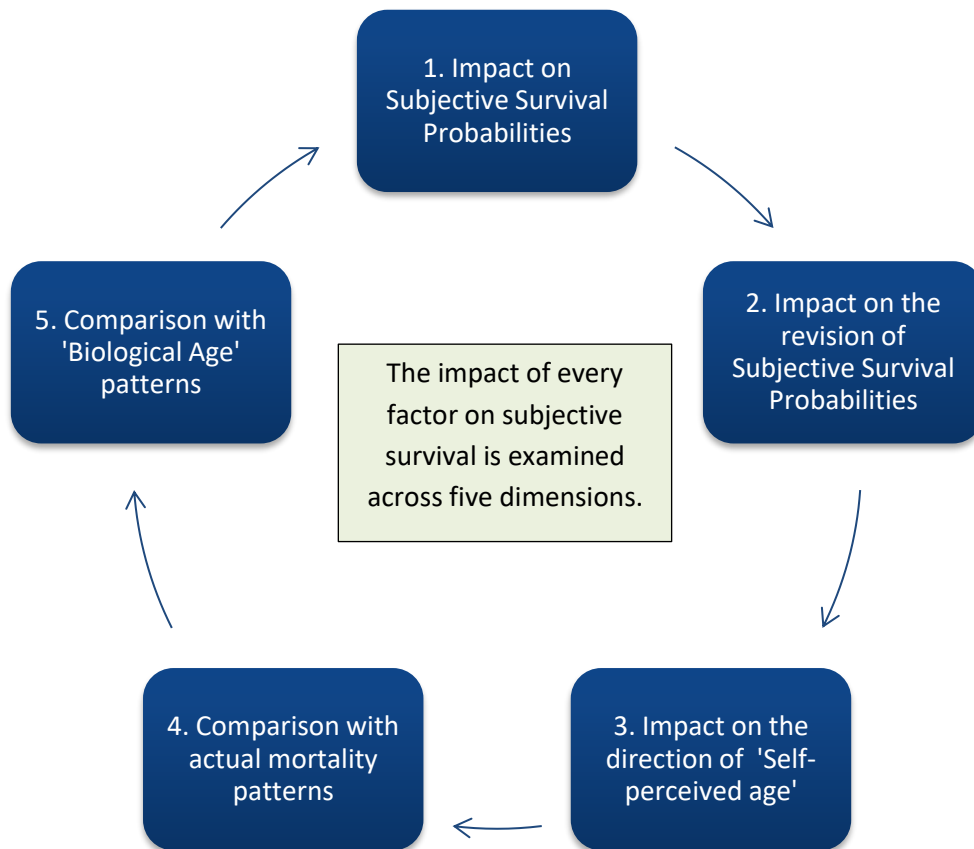 1. Impact on
Subjective Survival
Probabilities
2. Impact on the
revision of
Subjective Survival
Probabilities
3. Impact on the
direction of 'Self-
perceived age'
4. Comparison with
actual mortality
patterns
5. Comparison with
'Biological Age'
patterns
The impact of every
factor on subjective
survival is examined
across five dimensions.